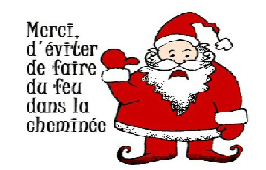 Merci,
d'éviter
de faire
du feu
dans la
cheminée